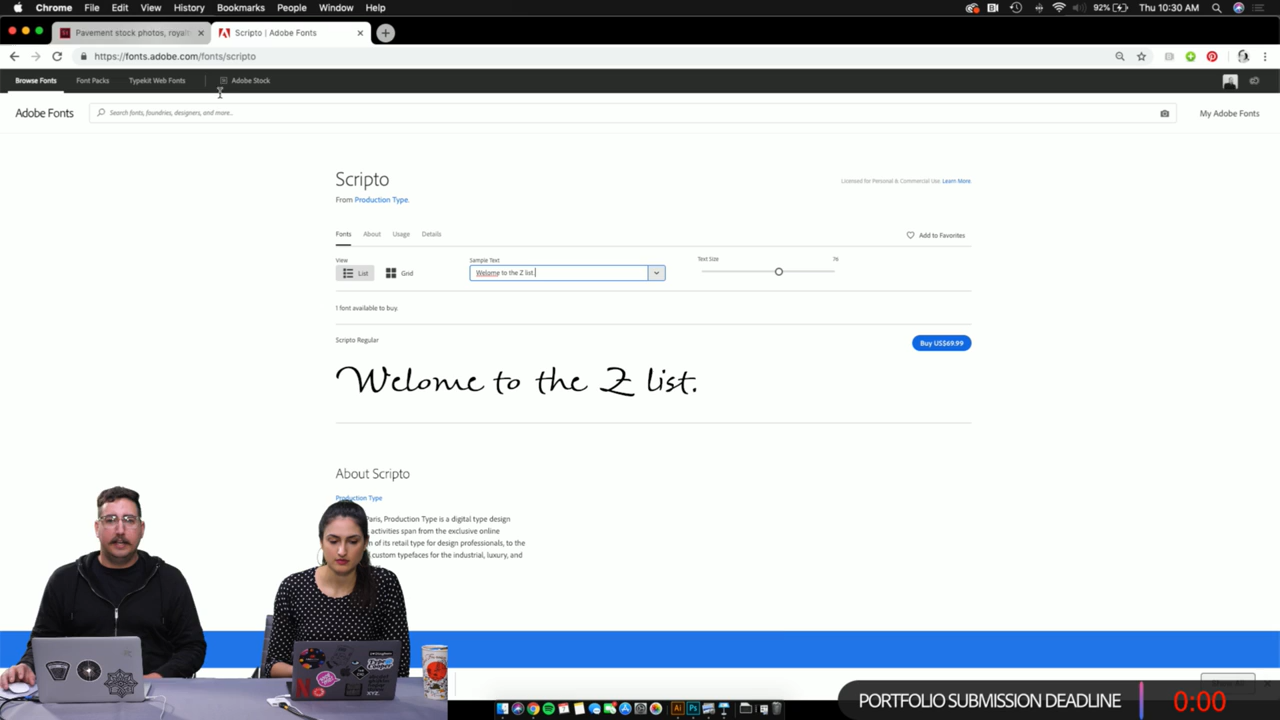 Chrome File Edit View History Bookmarks People Window Help 92% Thu 10:30 AM
Pavement stock photos, royalt Scripto | Adobe Fonts
https://fonts.adobe.com/fonts/scripto
Browse Fonts Font Packs Typekit Web Fonts Adobe Stock
Adobe Fonts Search fonts, foundries, designers, and more... My Adobe Fonts
Scripto
Licensed for Personal & Commercial Use Learn More
From Production Type.
Fonts About Usage Details Add to Favorites
View Sample Text Text Size 76
List Grid Welome to the Z list.
1 font available to buy.
Scripto Regular Buy US$69.99
Welome to the Z list.
About Scripto
Production Type
Paris, Production Type is a digital type design
activities span from the exclusive online
n of its retail type for design professionals, to the
custom typefaces for the industrial, luxury, and
PORTFOLIO SUBMISSION DEADLINE 0:00